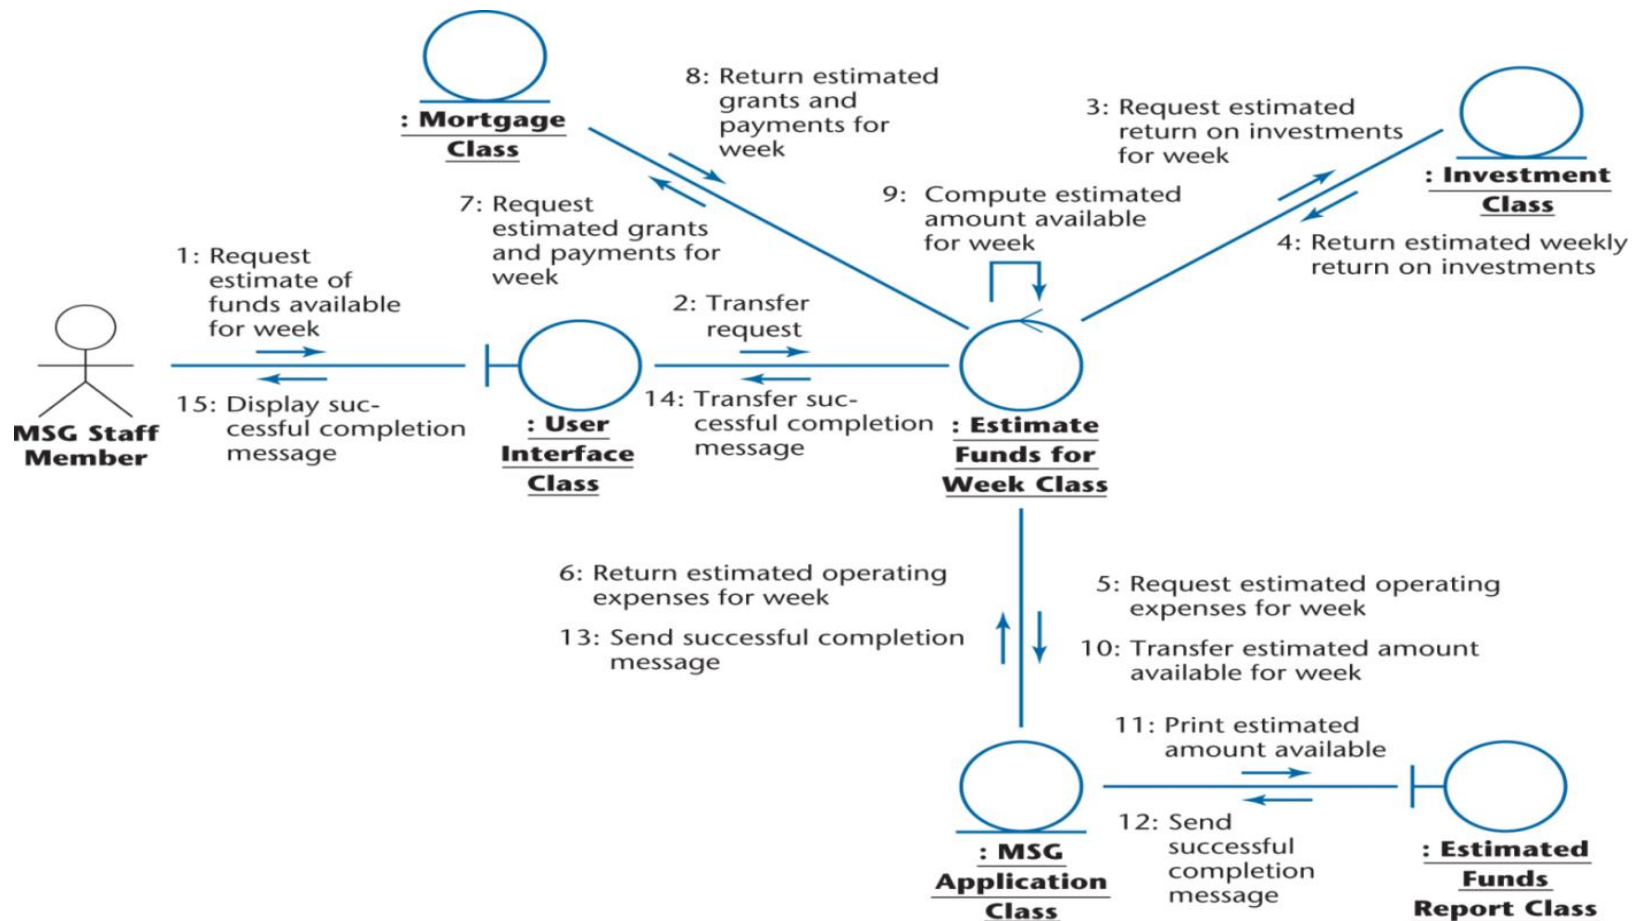 : Mortgage
Class
8: Return estimated
grants and
payments for
week
3: Request estimated
return on investments
for week
: Investment
Class
7: Request
estimated grants
and payments for
week
9: Compute estimated
amount available
for week
4: Return estimated weekly
return on investments
1: Request
estimate of
funds available
for week
2: Transfer
request
MSG Staff
Member
15: Display suc-
cessful completion
message
: User
Interface
Class
14: Transfer suc-
cessful completion
message
: Estimate
Funds for
Week Class
6: Return estimated operating
expenses for week
13: Send successful completion
message
5: Request estimated operating
expenses for week
10: Transfer estimated amount
available for week
11: Print estimated
amount available
12: Send
successful
completion
message
: MSG
Application
Class
: Estimated
Funds
Report Class